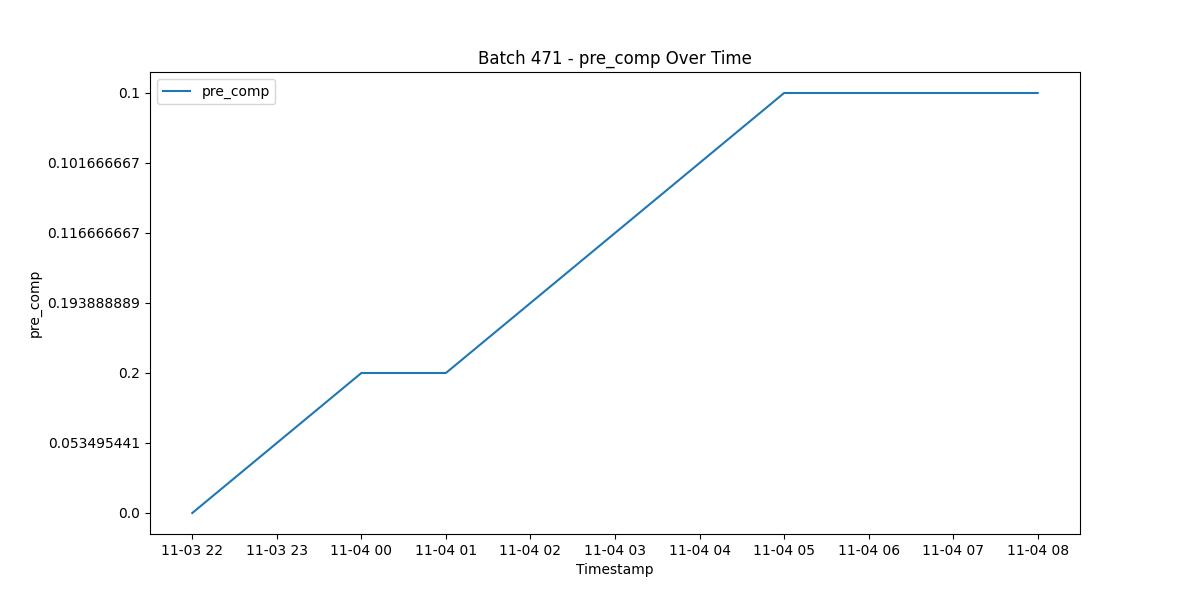 Batch 471 - pre_comp Over Time
pre_comp
0.1
0.101666667
0.116666667
0.193888889
0.2
0.053495441
0.0
pre_comp
11-03 22 11-03 23 11-04 00 11-04 01 11-04 02 11-04 03 11-04 04 11-04 05 11-04 06 11-04 07 11-04 08
Timestamp